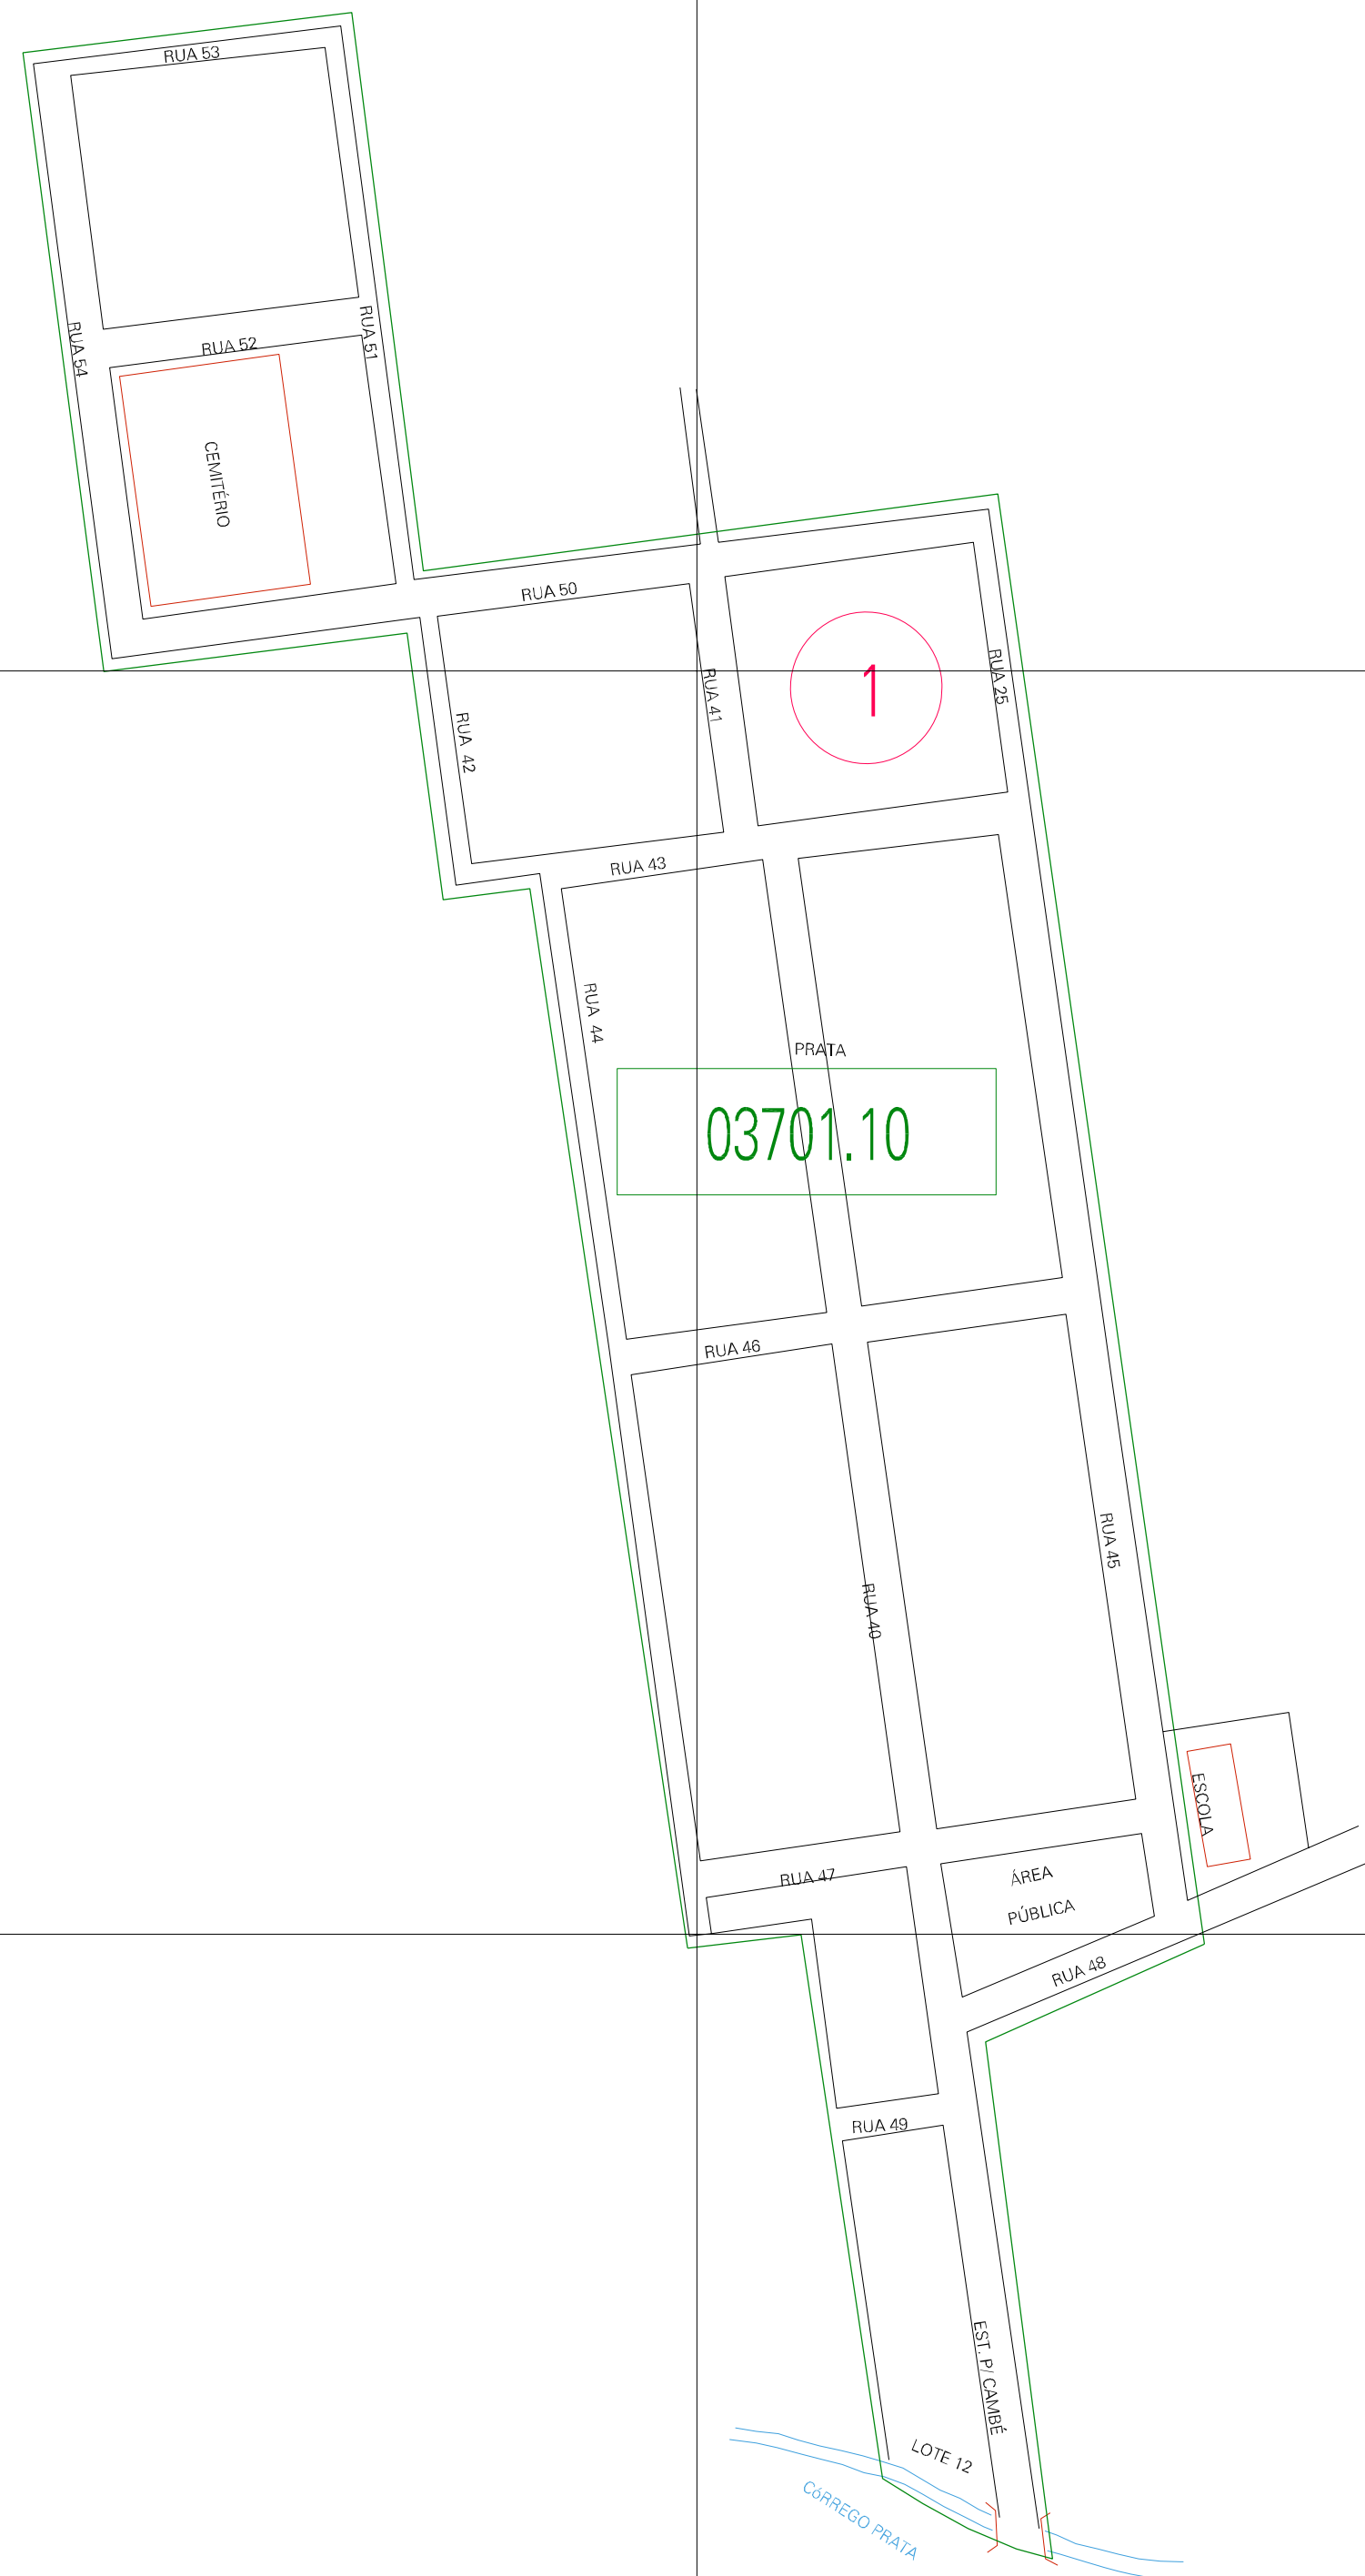 RUA 53
RUA 54
RUA 51
RUA 52
CEMITÉRIO
RUA 50
RUA 41
RUA 25
1
RUA 42
RUA 43
RUA 44
PRATA
03701.10
RUA 46
RUA 45
RUA 40
ESCOLA
RUA 47
ÁREA
PÚBLICA
RUA 48
RUA 49
EST. P/ CAMBÉ
LOTE 12
CóRREGO PRATA